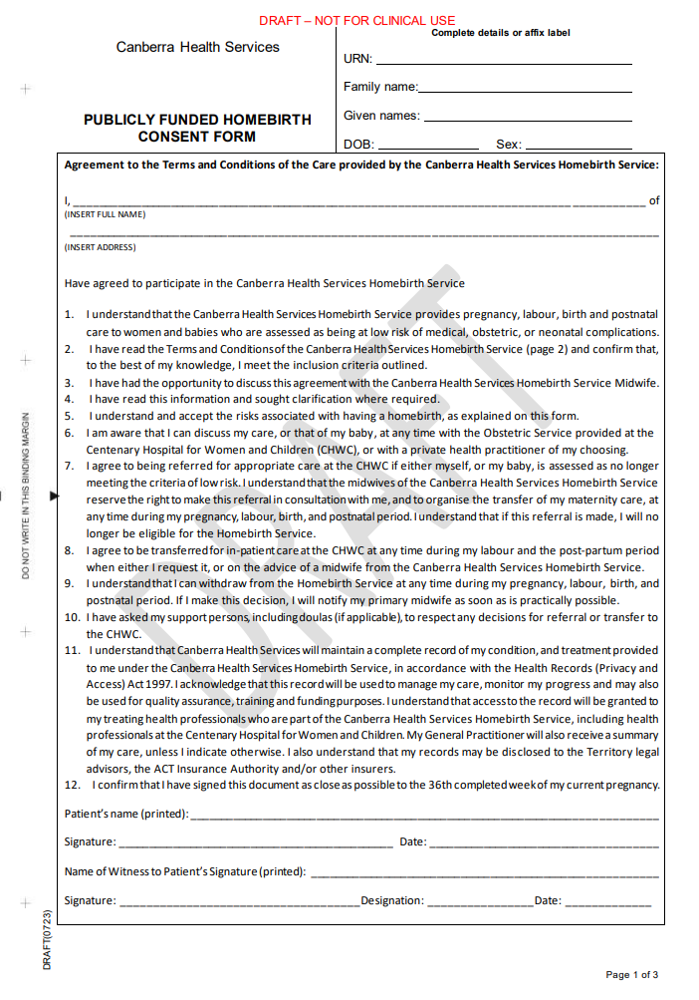 DRAFT – NOT FOR CLINICAL USE
Complete details or affix label
Canberra Health Services
URN:
Family name:
PUBLICLY FUNDED HOMEBIRTH
CONSENT FORM
Given names:
DOB: Sex:
Agreement to the Terms and Conditions of the Care provided by the Canberra Health Services Homebirth Service:
I, of
(INSERT FULL NAME)
(INSERT ADDRESS)
Have agreed to participate in the Canberra Health Services Homebirth Service
1. I understand that the Canberra Health Services Homebirth Service provides pregnancy, labour, birth and postnatal
care to women and babies who are assessed as being at low risk of medical, obstetric, or neonatal complications.
2. I have read the Terms and Conditions of the Canberra Health Services Homebirth Service (page 2) and confirm that,
to the best of my knowledge, I meet the inclusion criteria outlined.
3. I have had the opportunity to discuss this agreement with the Canberra Health Services Homebirth Service Midwife.
4. I have read this information and sought clarification where required.
5. I understand and accept the risks associated with having a homebirth, as explained on this form.
6. I am aware that I can discuss my care, or that of my baby, at any time with the Obstetric Service provided at the
Centenary Hospital for Women and Children (CHWC), or with a private health practitioner of my choosing.
7. I agree to being referred for appropriate care at the CHWC if either myself, or my baby, is assessed as no longer
meeting the criteria of low risk. I understand that the midwives of the Canberra Health Services Homebirth Service
reserve the right to make this referral in consultation with me, and to organise the transfer of my maternity care, at
any time during my pregnancy, labour, birth, and postnatal period. I understand that if this referral is made, I will no
longer be eligible for the Homebirth Service.
8. I agree to be transferred for in-patient care at the CHWC at any time during my labour and the post-partum period
when either I request it, or on the advice of a midwife from the Canberra Health Services Homebirth Service.
9. I understand that I can withdraw from the Homebirth Service at any time during my pregnancy, labour, birth, and
postnatal period. If I make this decision, I will notify my primary midwife as soon as is practically possible.
10. I have asked my support persons, including doulas (if applicable), to respect any decisions for referral or transfer to
the CHWC.
11. I understand that Canberra Health Services will maintain a complete record of my condition, and treatment provided
to me under the Canberra Health Services Homebirth Service, in accordance with the Health Records (Privacy and
Access) Act 1997. I acknowledge that this record will be used to manage my care, monitor my progress and may also
be used for quality assurance, training and funding purposes. I understand that access to the record will be granted to
my treating health professionals who are part of the Canberra Health Services Homebirth Service, including health
professionals at the Centenary Hospital for Women and Children. My General Practitioner will also receive a summary
of my care, unless I indicate otherwise. I also understand that my records may be disclosed to the Territory legal
advisors, the ACT Insurance Authority and/or other insurers.
12. I confirm that I have signed this document as close as possible to the 36th completed week of my current pregnancy.
Patient's name (printed):
Signature: Date:
Name of Witness to Patient's Signature (printed):
Signature: Designation: Date:
DO NOT WRITE IN THIS BINDING MARGIN
DRAFT(0723)
DRAFT
Page 1 of 3